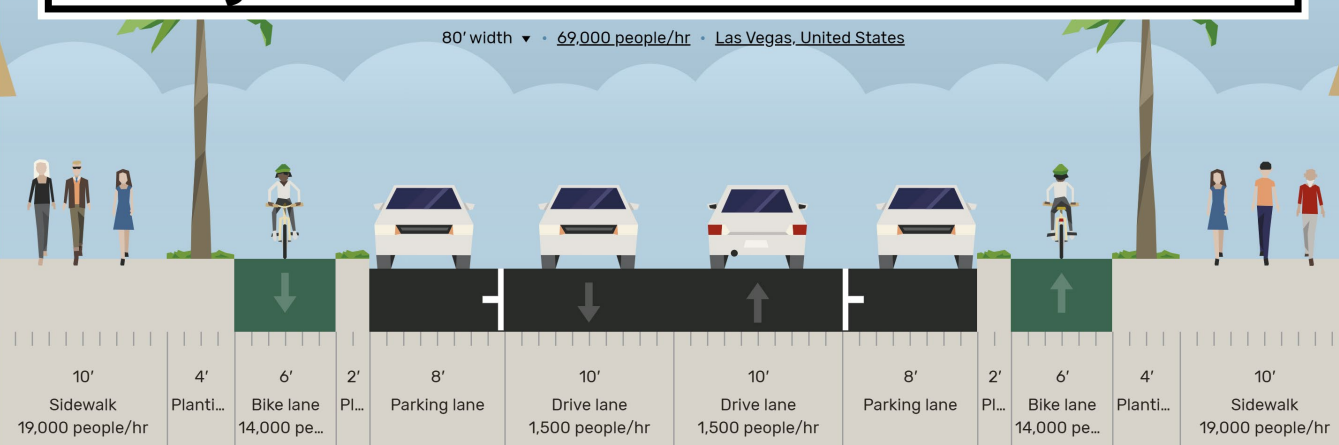 80′ width ▾ • 69,000 people/hr • Las Vegas, United States
10′ 4′ 6′ 2′ 8′ 10′ 10′ 8′ 2′ 6′ 4′ 10′
Sidewalk Planti... Bike lane Pl... Parking lane Drive lane Drive lane Parking lane Pl... Bike lane Planti... Sidewalk
19,000 people/hr 14,000 pe... 1,500 people/hr 1,500 people/hr 14,000 pe... 19,000 people/hr